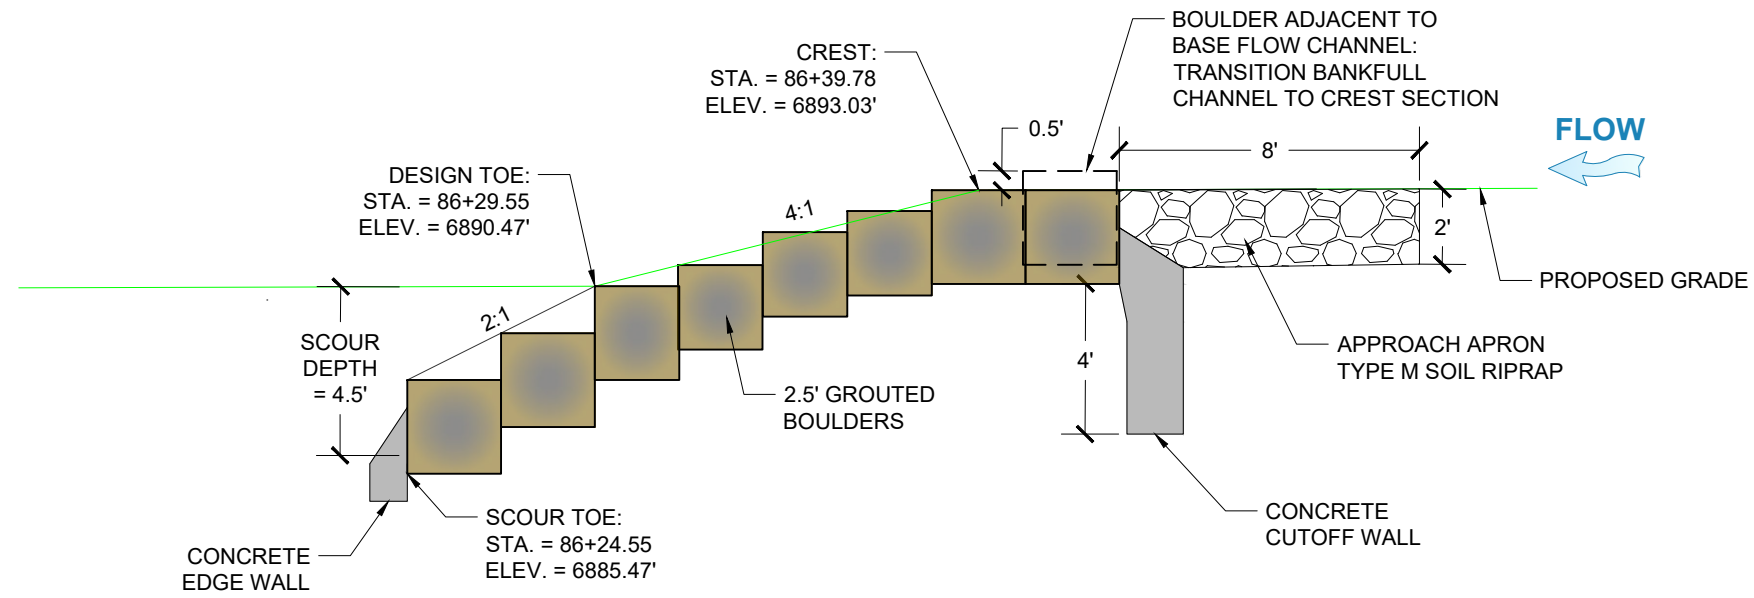 BOULDER ADJACENT TO
BASE FLOW CHANNEL:
TRANSITION BANKFULL
CHANNEL TO CREST SECTION
CREST:
STA. = 86+39.78
ELEV. = 6893.03'
0.5'
8'
FLOW
DESIGN TOE:
STA. = 86+29.55
ELEV. = 6890.47'
4:1
2'
PROPOSED GRADE
2:1
SCOUR
DEPTH
= 4.5'
4'
APPROACH APRON
TYPE M SOIL RIPRAP
2.5' GROUTED
BOULDERS
SCOUR TOE:
STA. = 86+24.55
ELEV. = 6885.47'
CONCRETE
CUTOFF WALL
CONCRETE
EDGE WALL